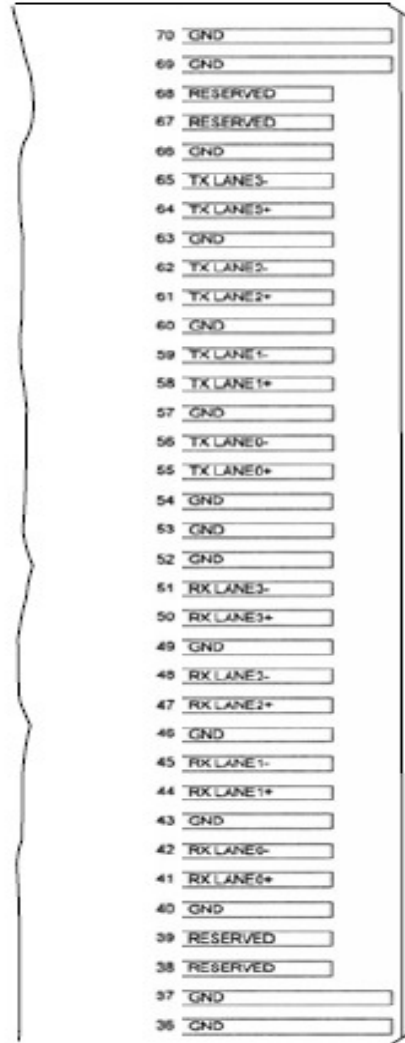 70 GND
69 GND
68 RESERVED
67 RESERVED
66 GND
65 TX LANE3-
64 TX LANE3+
63 GND
62 TX LANE2-
61 TX LANE2+
60 GND
59 TX LANE1-
58 TX LANE1+
57 GND
56 TX LANE0-
55 TX LANE0+
54 GND
53 GND
52 GND
51 RX LANE3-
50 RX LANE3+
49 GND
48 RX LANE2-
47 RX LANE2+
46 GND
45 RX LANE1-
44 RX LANE1+
43 GND
42 RX LANE0-
41 RX LANE0+
40 GND
39 RESERVED
38 RESERVED
37 GND
36 GND